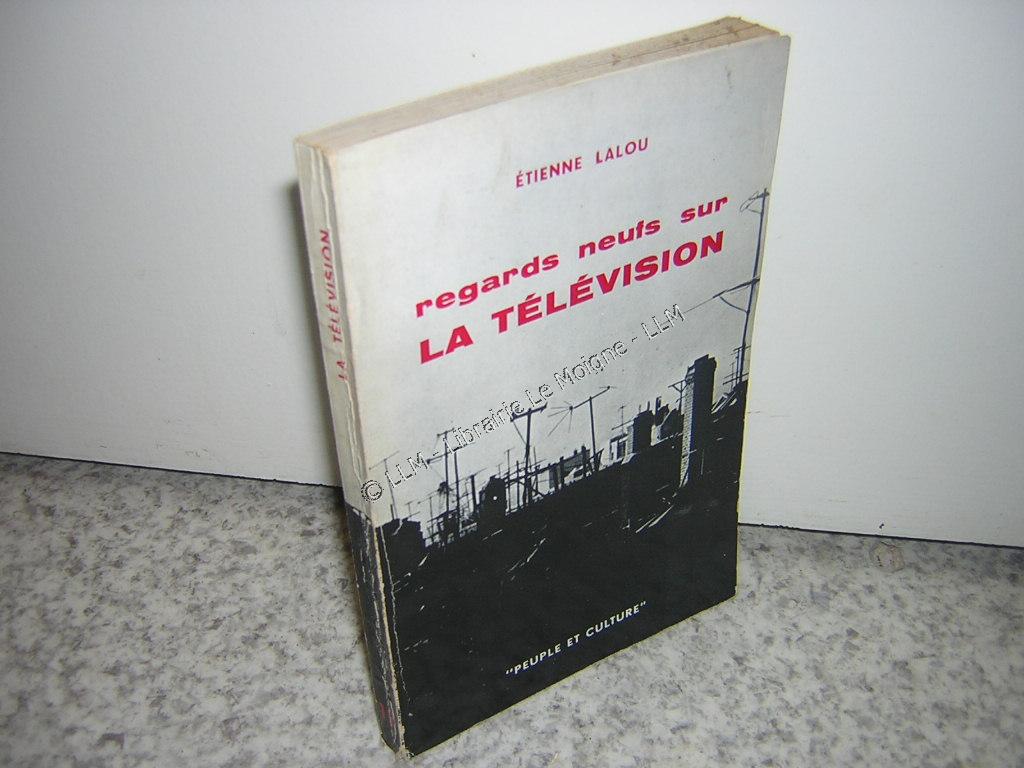 ÉTIENNE LALOU
regards neufs sur
LA TÉLÉVISION
"PEUPLE ET CULTURE"
LA TÉLÉVISION
© LLM - Librairie Le Moigne - LLM